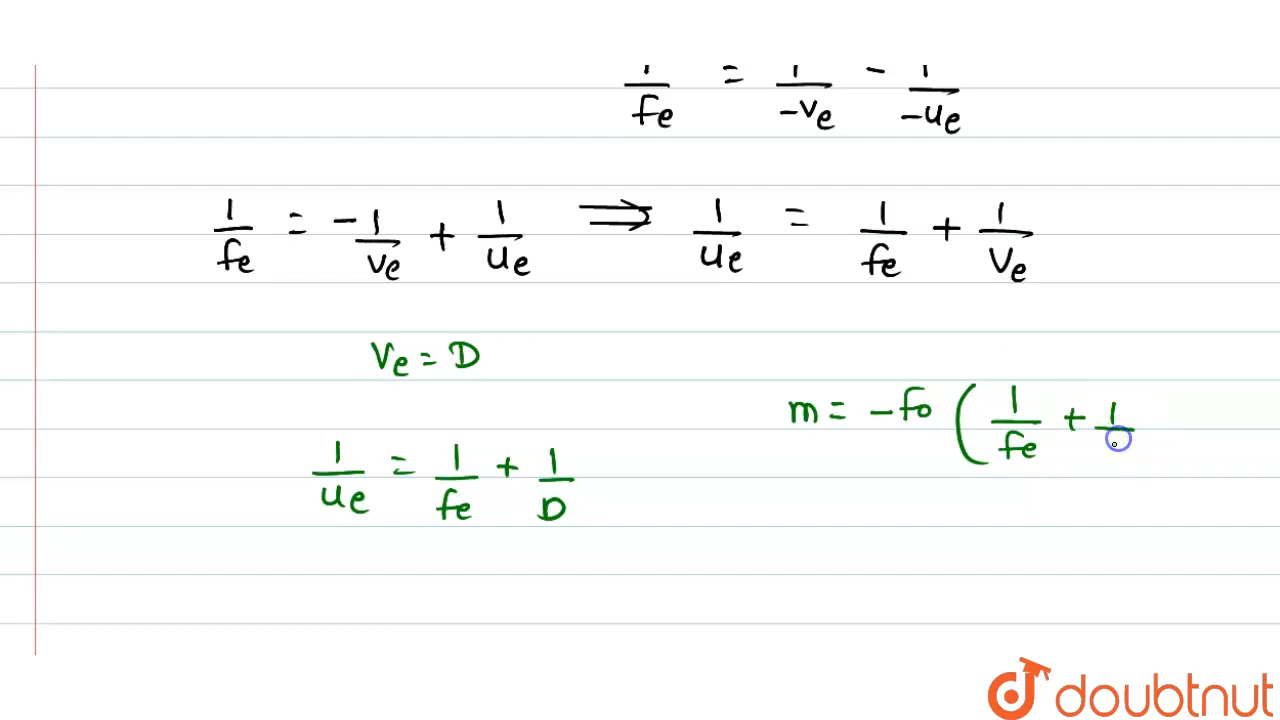 1/fe = 1/-ve - 1/-ue
1/fe = -1/ve + 1/ue ⟹ 1/ue = 1/fe + 1/ve
ve = D
m = -fo ( 1/fe + 1/
1/ue = 1/fe + 1/D
doubtnut